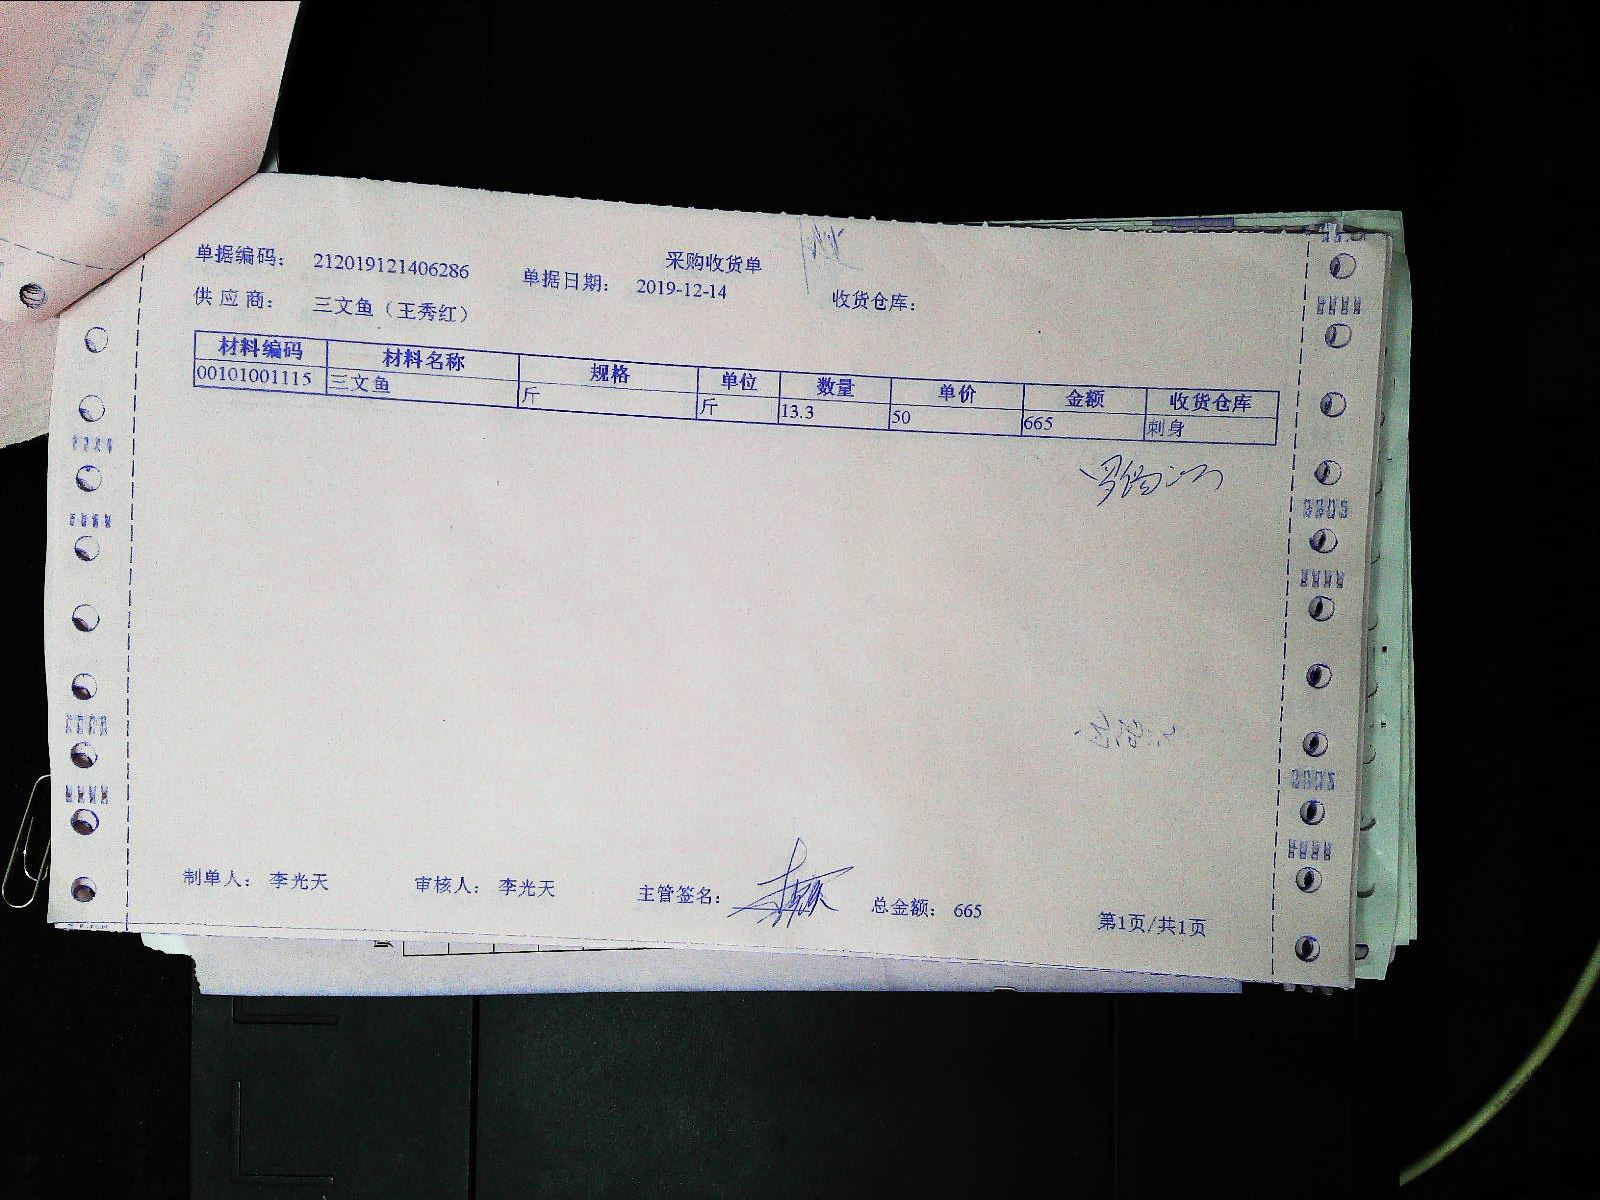 采购收货单
单据编码： 212019121406286 单据日期： 2019-12-14 收货仓库：
供 应 商： 三文鱼（王秀红）
材料编码 材料名称 规格 单位 数量 单价 金额 收货仓库
00101001115 三文鱼 斤 斤 13.3 50 665 刺身
制单人： 李光天 审核人： 李光天 主管签名： 总金额： 665 第1页/共1页